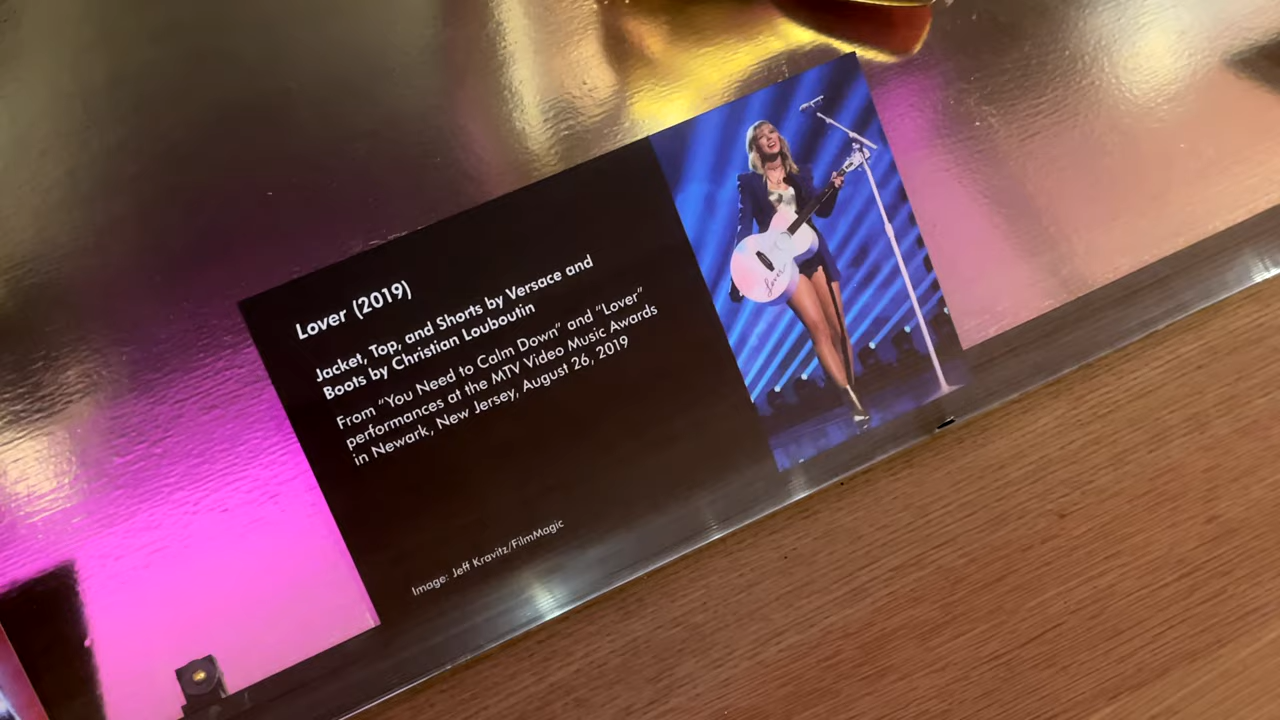 Lover (2019)
Jacket, Top, and Shorts by Versace and
Boots by Christian Louboutin
From “You Need to Calm Down” and “Lover”
performances at the MTV Video Music Awards
in Newark, New Jersey, August 26, 2019
Image: Jeff Kravitz/FilmMagic
Lover